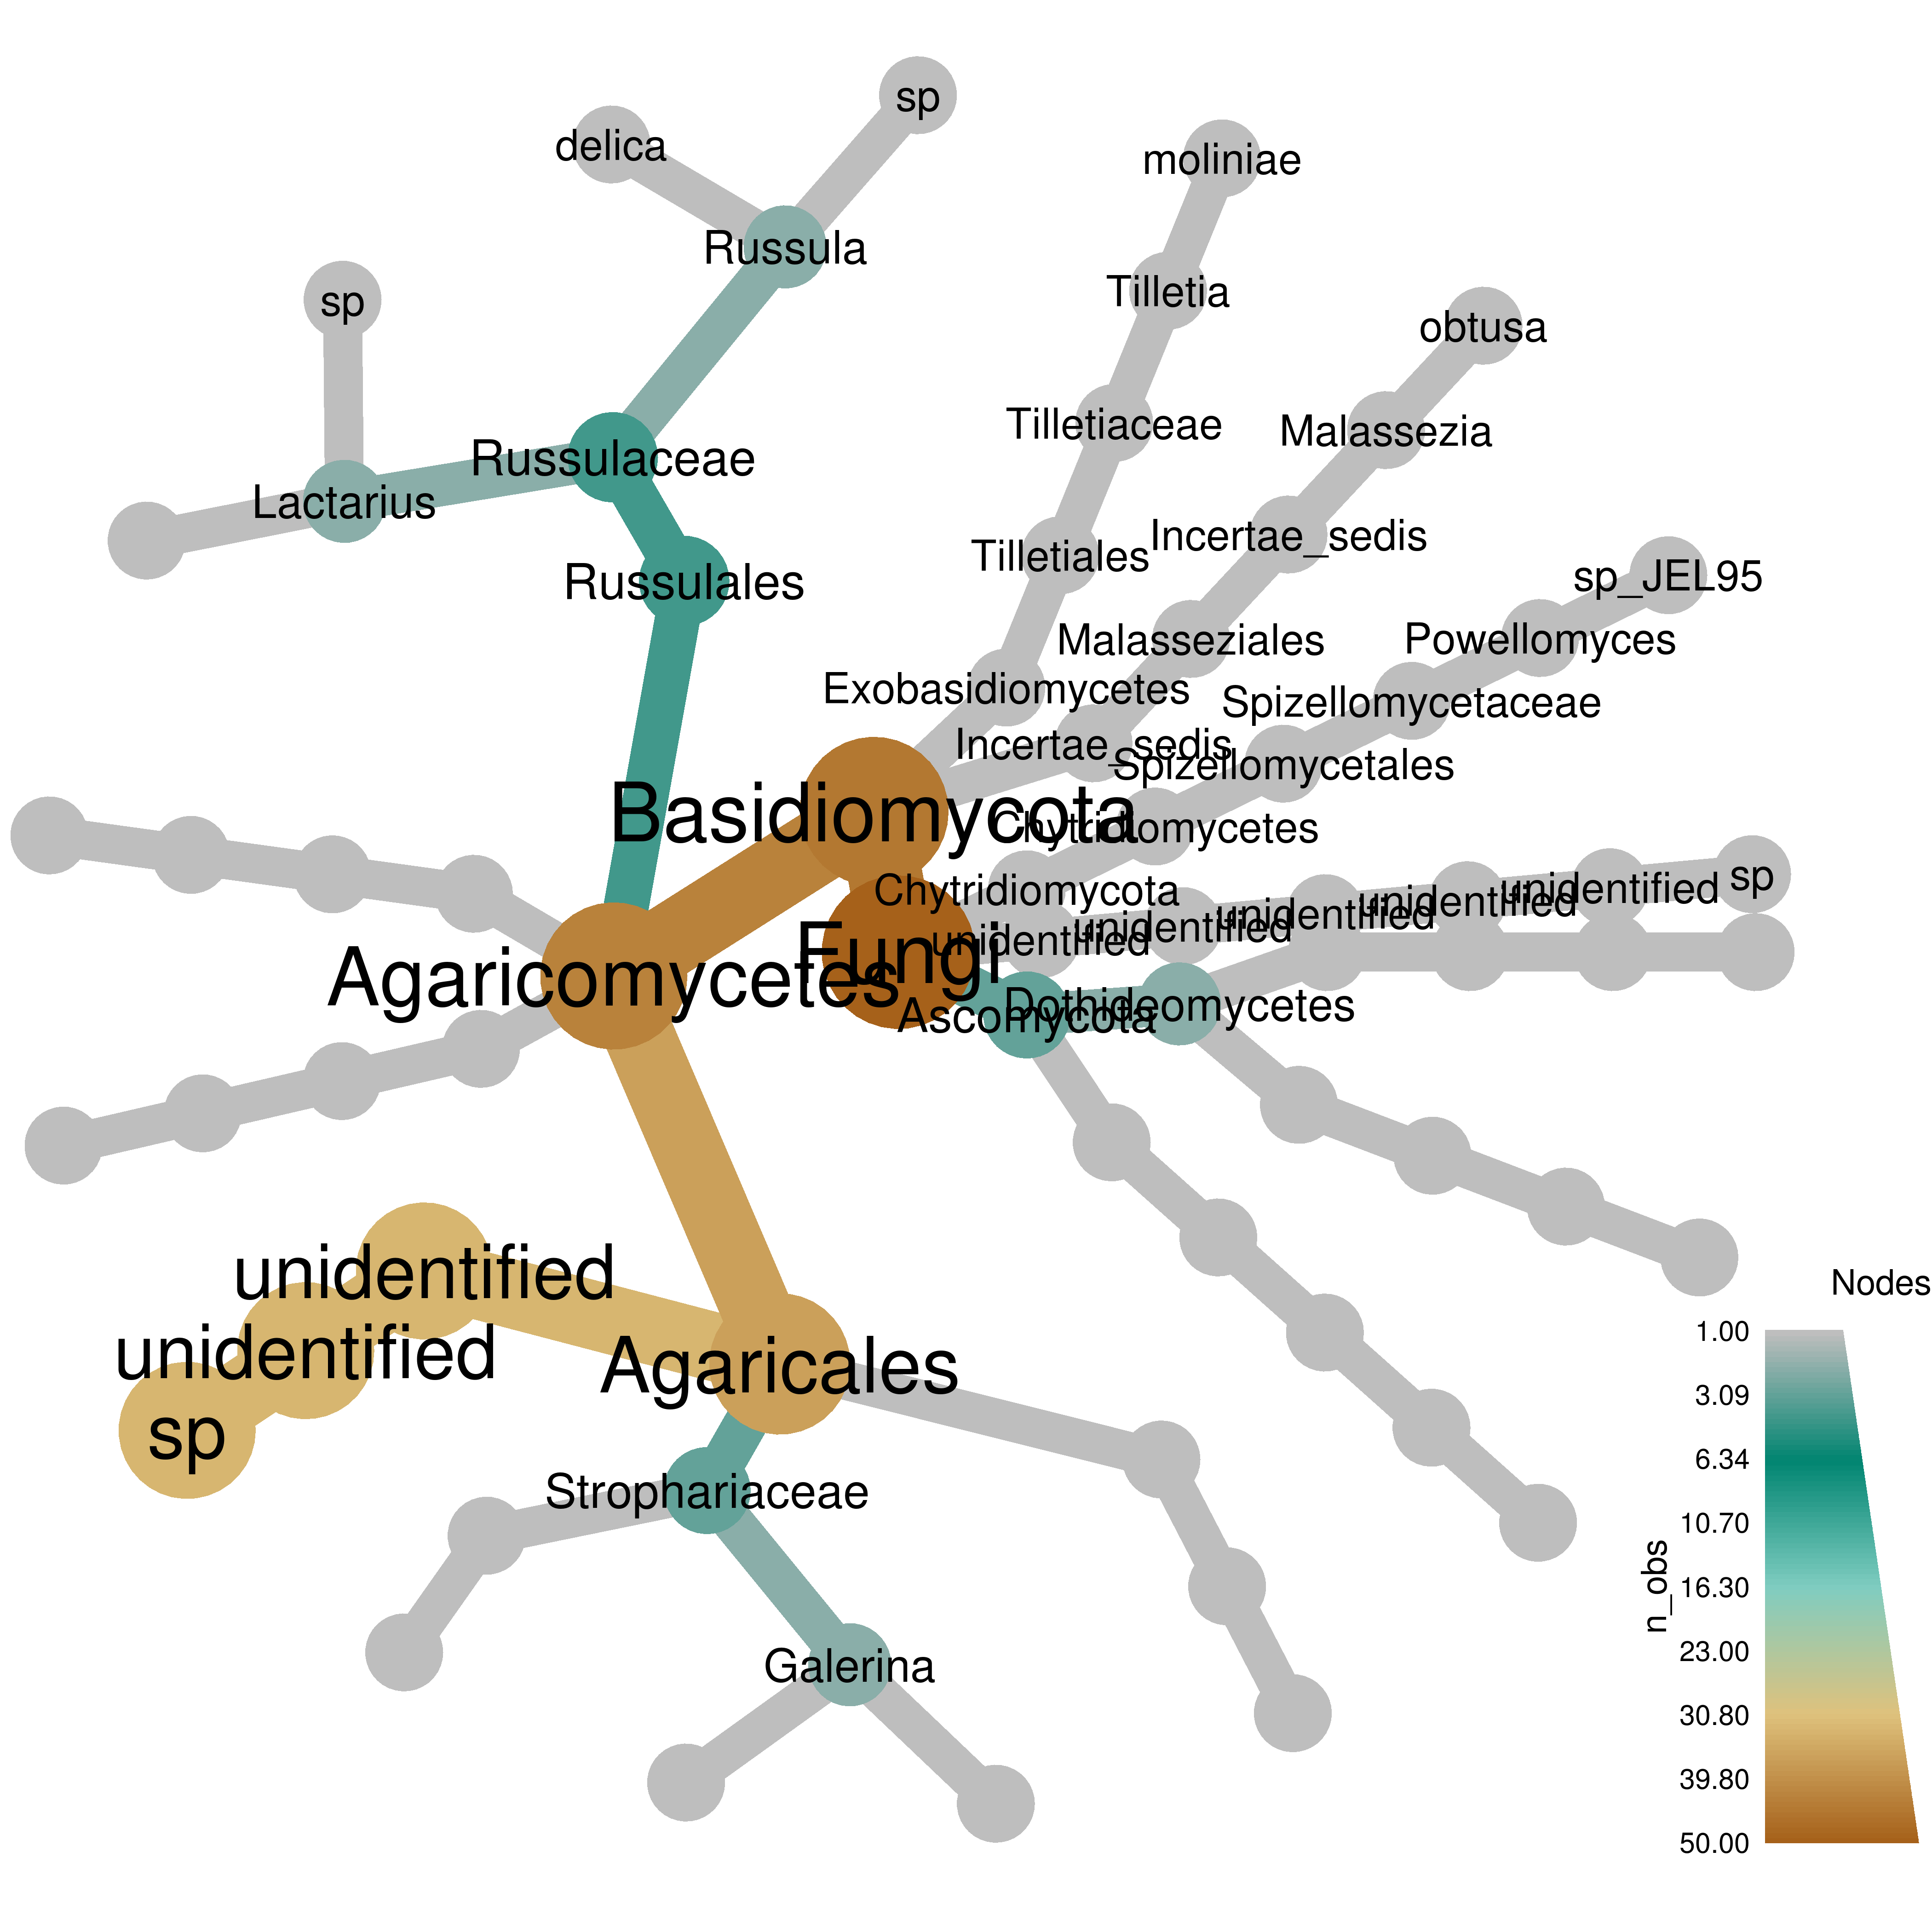 sp
delica
moliniae
Russula
Tilletia
sp
obtusa
Tilletiaceae
Malassezia
Russulaceae
Lactarius
Incertae_sedis
Tilletiales
Russulales
sp_JEL95
Malasseziales
Powellomyces
Exobasidiomycetes
Spizellomycetaceae
Incertae_sedis
Spizellomycetales
Basidiomycota
Chytridiomycetes
sp
Chytridiomycota
unidentified
unidentified
unidentified
unidentified
unidentified
Fungi
Agaricomycetes
Dothideomycetes
Ascomycota
unidentified
Nodes
1.00
unidentified
Agaricales
3.09
sp
6.34
Strophariaceae
10.70
n_obs
16.30
23.00
Galerina
30.80
39.80
50.00